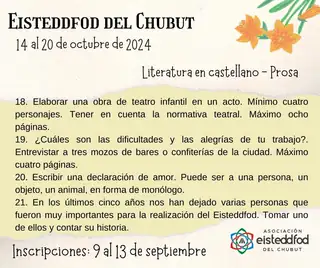 EISTEDDFOD DEL CHUBUT
14 al 20 de octubre de 2024
Literatura en castellano - Prosa
18. Elaborar una obra de teatro infantil en un acto. Mínimo cuatro
personajes. Tener en cuenta la normativa teatral. Máximo ocho
páginas.
19. ¿Cuáles son las dificultades y las alegrías de tu trabajo?.
Entrevistar a tres mozos de bares o confiterías de la ciudad. Máximo
cuatro páginas.
20. Escribir una declaración de amor. Puede ser a una persona, un
objeto, un animal, en forma de monólogo.
21. En los últimos cinco años nos han dejado varias personas que
fueron muy importantes para la realización del Eisteddfod. Tomar uno
de ellos y contar su historia.
Inscripciones: 9 al 13 de septiembre
ASOCIACIÓN
eisteddfod
DEL CHUBUT